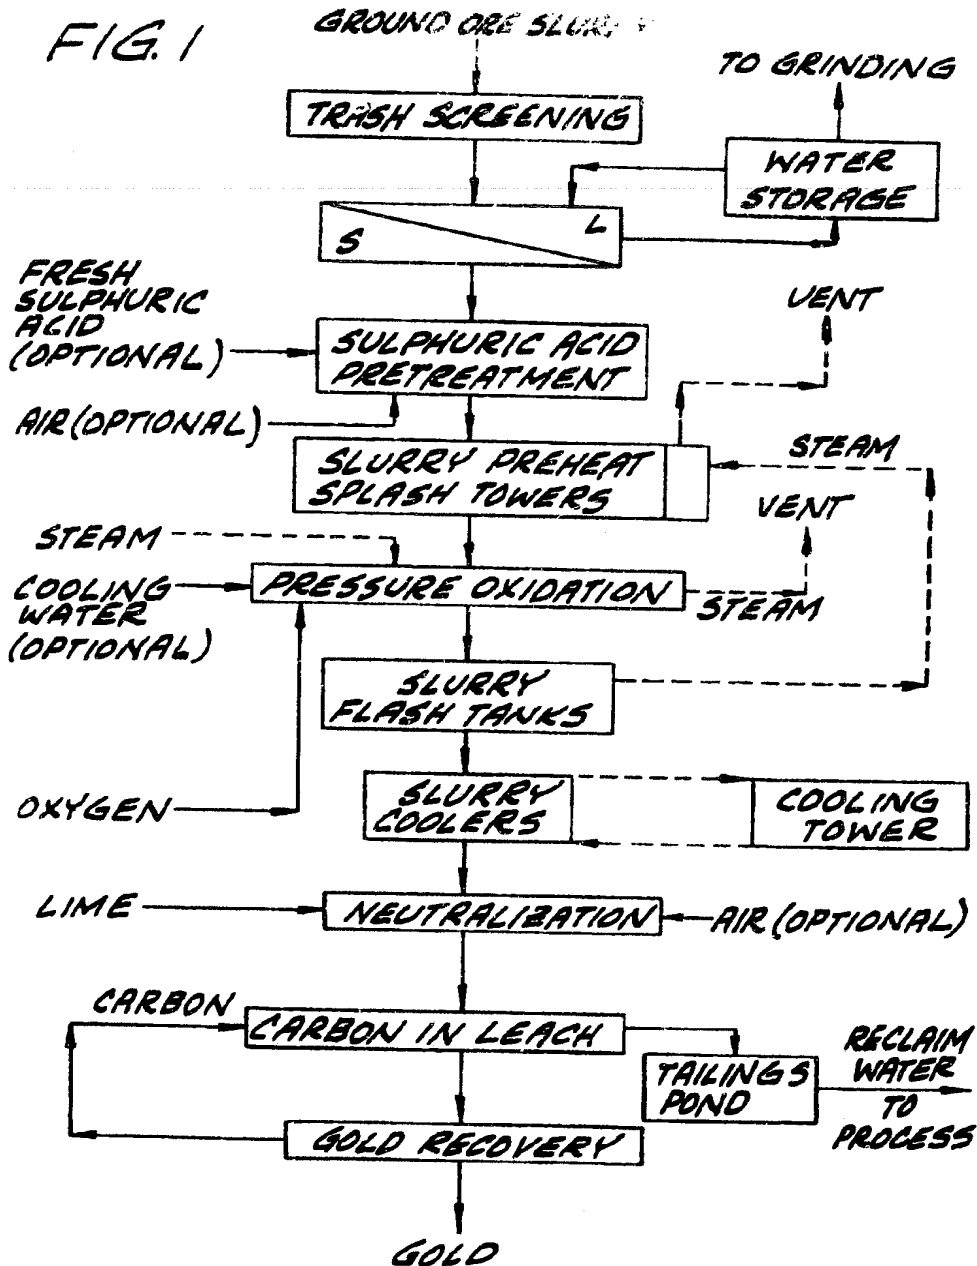 FIG. 1
GROUND ORE SLURRY
TO GRINDING
TRASH SCREENING
WATER
STORAGE
S
L
FRESH
SULPHURIC
ACID
(OPTIONAL)
VENT
SULPHURIC ACID
PRETREATMENT
AIR (OPTIONAL)
SLURRY PREHEAT
SPLASH TOWERS
STEAM
VENT
STEAM
COOLING
WATER
(OPTIONAL)
PRESSURE OXIDATION
STEAM
SLURRY
FLASH TANKS
OXYGEN
SLURRY
COOLERS
COOLING
TOWER
LIME
NEUTRALIZATION
AIR (OPTIONAL)
CARBON
CARBON IN LEACH
TAILINGS
POND
RECLAIM
WATER
TO
PROCESS
GOLD RECOVERY
GOLD